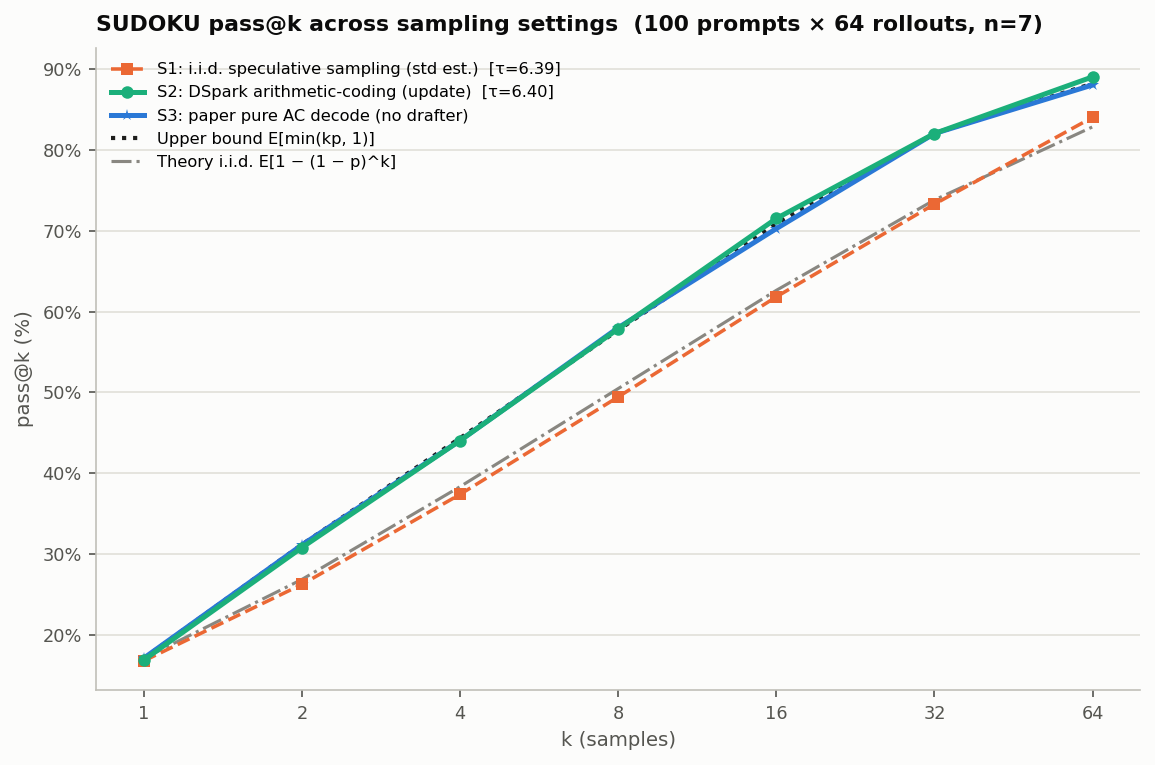 SUDOKU pass@k across sampling settings  (100 prompts × 64 rollouts, n=7)
S1: i.i.d. speculative sampling (std est.)  [τ=6.39]
S2: DSpark arithmetic-coding (update)  [τ=6.40]
S3: paper pure AC decode (no drafter)
Upper bound E[min(kp, 1)]
Theory i.i.d. E[1 − (1 − p)^k]
pass@k (%)
90%
80%
70%
60%
50%
40%
30%
20%
1 2 4 8 16 32 64
k (samples)